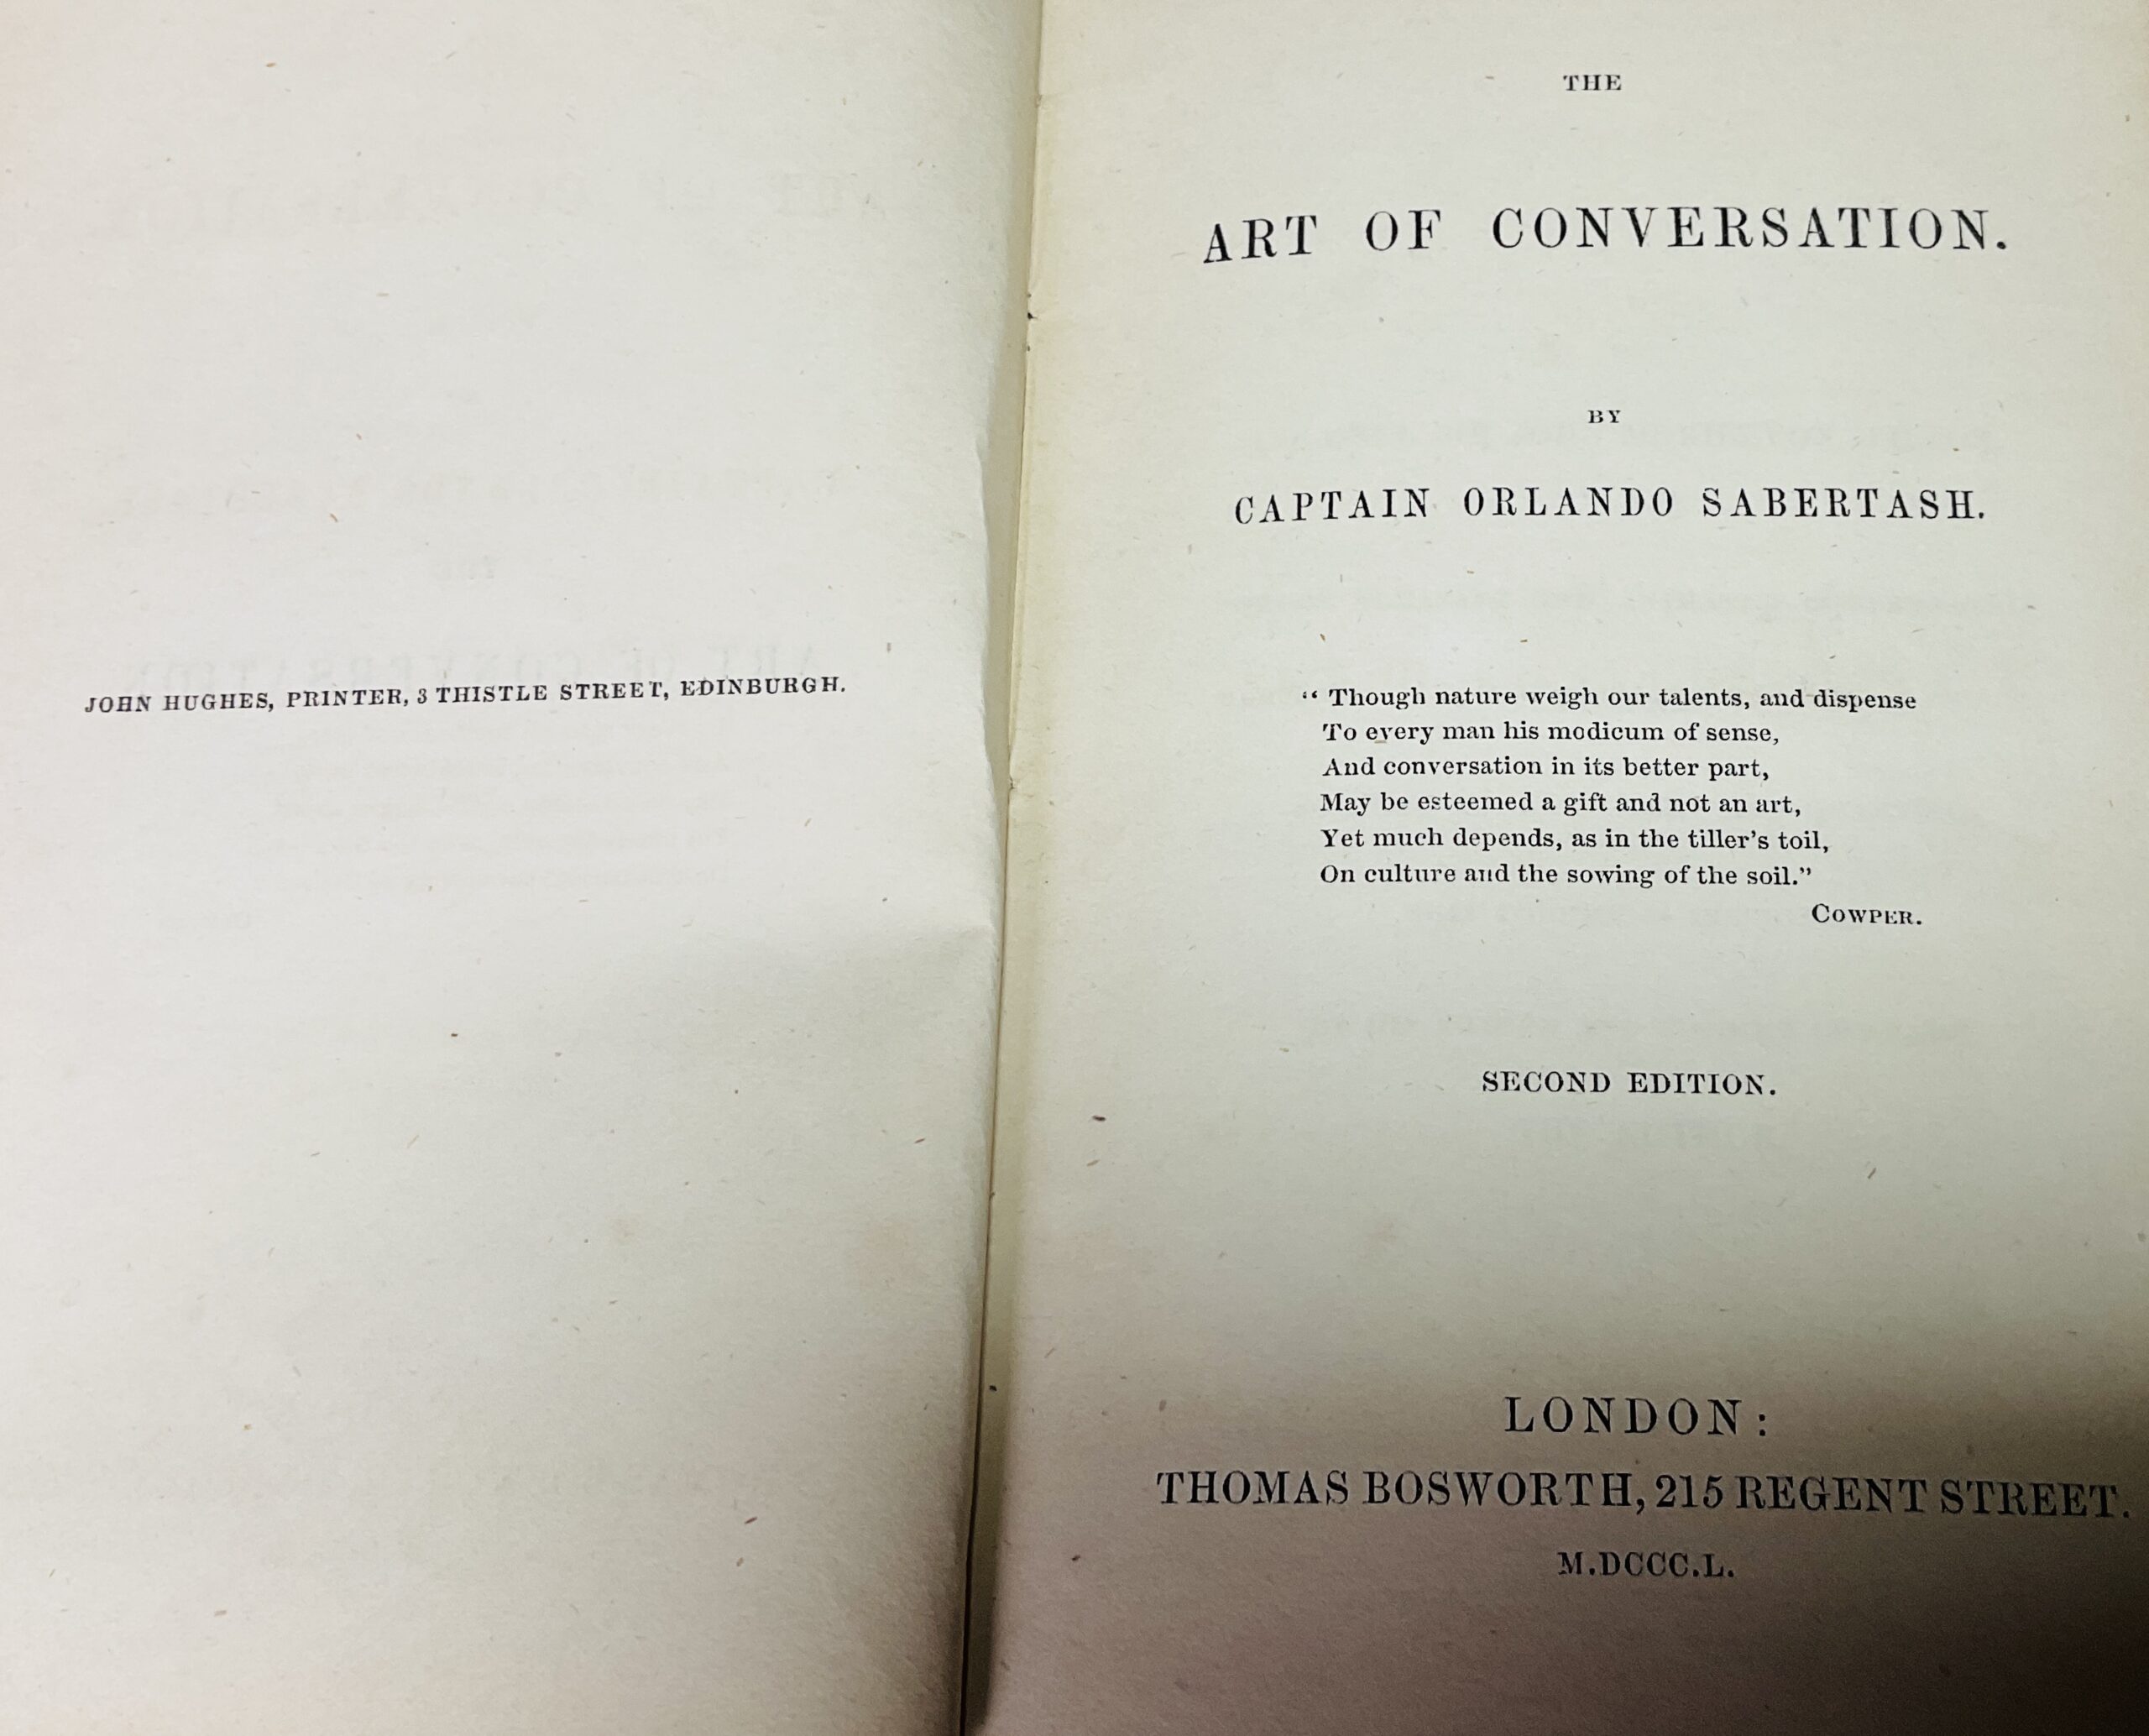 JOHN HUGHES, PRINTER, 3 THISTLE STREET, EDINBURGH.
THE
ART OF CONVERSATION.
BY
CAPTAIN ORLANDO SABERTASH.
“ Though nature weigh our talents, and dispense
To every man his modicum of sense,
And conversation in its better part,
May be esteemed a gift and not an art,
Yet much depends, as in the tiller’s toil,
On culture and the sowing of the soil.”
COWPER.
SECOND EDITION.
LONDON:
THOMAS BOSWORTH, 215 REGENT STREET.
M.DCCC.L.